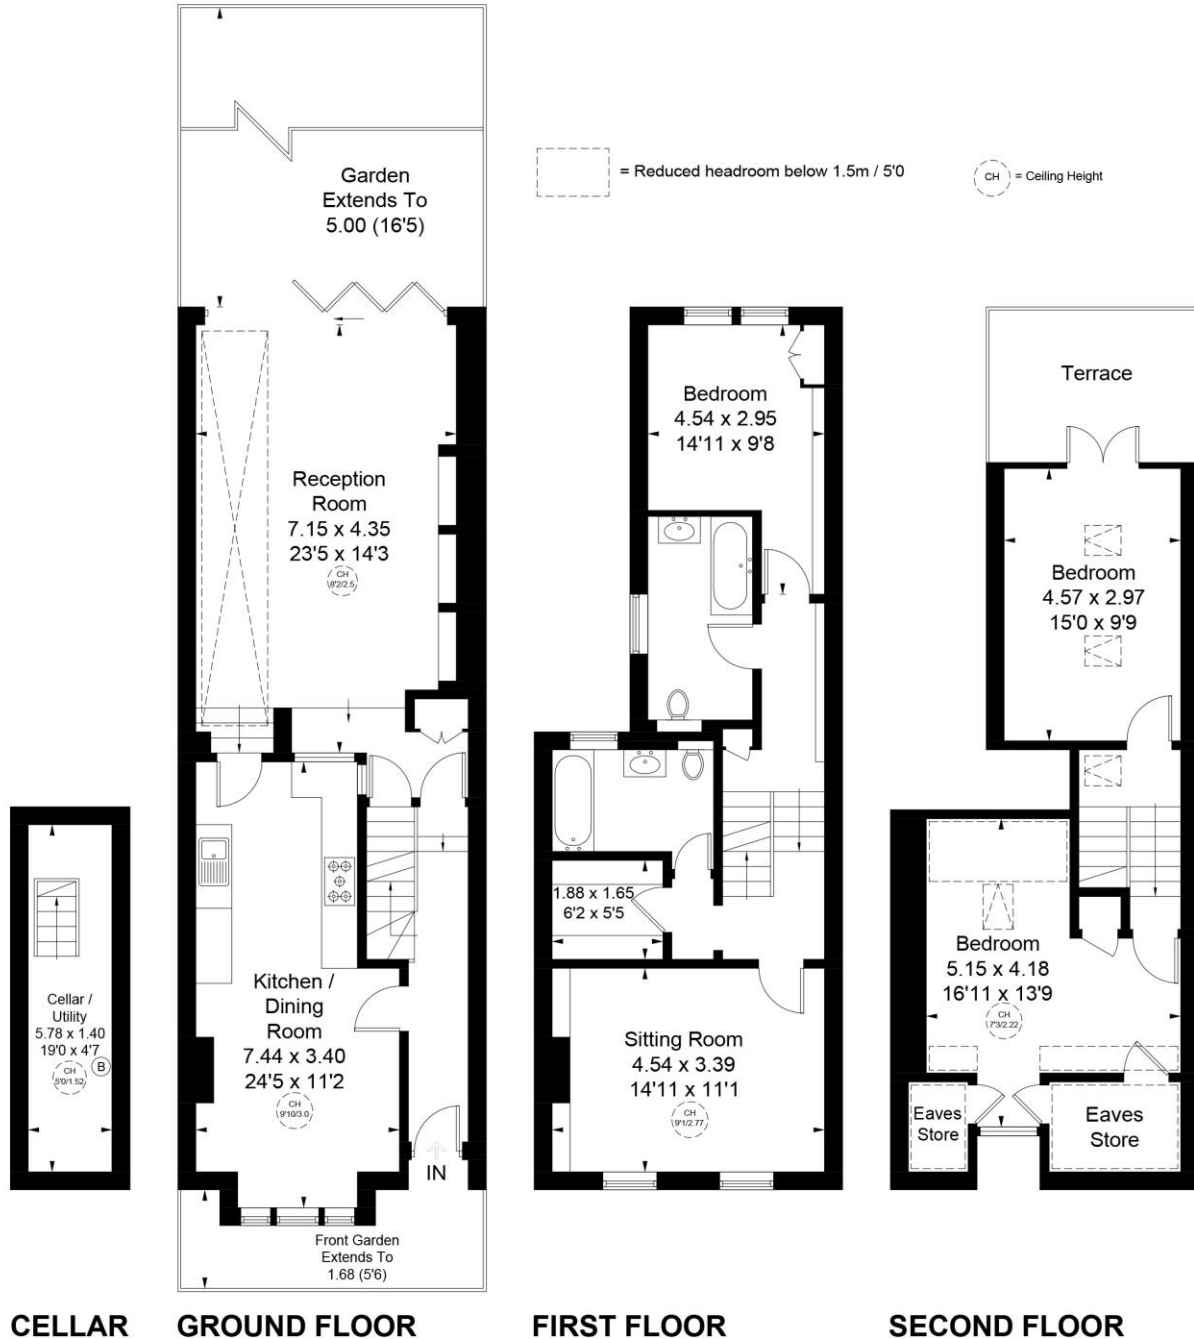 Garden
Extends To
5.00 (16'5)
= Reduced headroom below 1.5m / 5'0
CH
= Ceiling Height
Reception
Room
7.15 x 4.35
23'5 x 14'3
CH
8'2/2.5
Kitchen /
Dining
Room
7.44 x 3.40
24'5 x 11'2
CH
9'10/3.0
IN
Front Garden
Extends To
1.68 (5'6)
Cellar /
Utility
5.78 x 1.40
19'0 x 4'7
CH
5'0/1.52
B
Bedroom
4.54 x 2.95
14'11 x 9'8
1.88 x 1.65
6'2 x 5'5
Sitting Room
4.54 x 3.39
14'11 x 11'1
CH
9'1/2.77
Terrace
Bedroom
4.57 x 2.97
15'0 x 9'9
Bedroom
5.15 x 4.18
16'11 x 13'9
CH
7'3/2.22
Eaves
Store
Eaves
Store
CELLAR
GROUND FLOOR
FIRST FLOOR
SECOND FLOOR